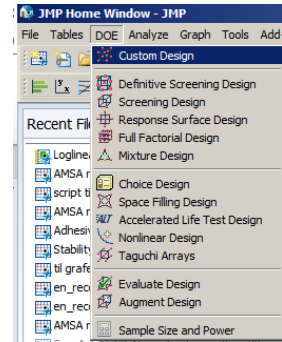 JMP Home Window - JMP
File Tables DOE Analyze Graph Tools Add-
Custom Design
Definitive Screening Design
Screening Design
Response Surface Design
Full Factorial Design
Mixture Design
Choice Design
Space Filling Design
ALT Accelerated Life Test Design
Nonlinear Design
Taguchi Arrays
Evaluate Design
Augment Design
Sample Size and Power
Recent Fil
Loglinea
AMSA r
script ti
AMSA r
Adhesiv
Stability
til grafe
en_reco
en_reco
AMSA r